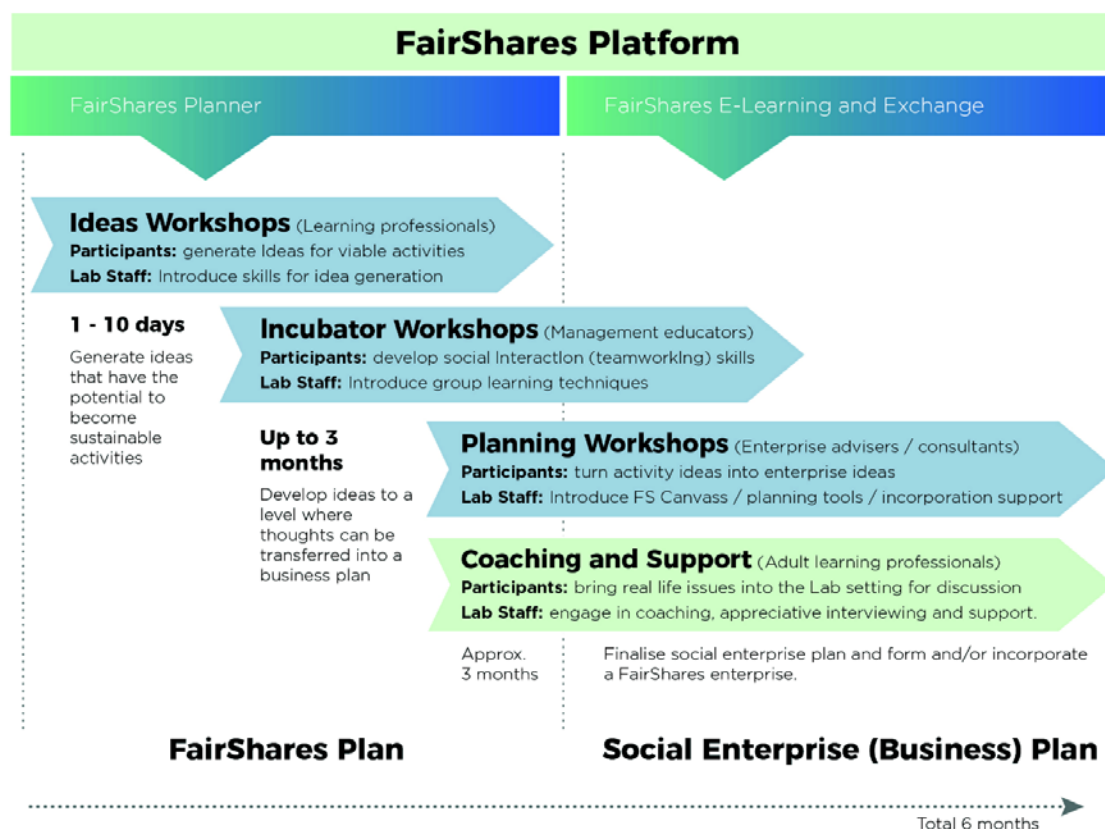 FairShares Platform
FairShares Planner
FairShares E-Learning and Exchange
Ideas Workshops (Learning professionals)
Participants: generate Ideas for viable activities
Lab Staff: Introduce skills for idea generation
1 - 10 days
Generate ideas
that have the
potential to
become
sustainable
activities
Incubator Workshops (Management educators)
Participants: develop social InteractIon (teamworkIng) skills
Lab Staff: Introduce group learning techniques
Up to 3
months
Develop ideas to a
level where
thoughts can be
transferred into a
business plan
Planning Workshops (Enterprise advisers / consultants)
Participants: turn activity ideas into enterprise ideas
Lab Staff: Introduce FS Canvass / planning tools / incorporation support
Coaching and Support (Adult learning professionals)
Participants: bring real life issues into the Lab setting for discussion
Lab Staff: engage in coaching, appreciative interviewing and support.
Approx.
3 months
Finalise social enterprise plan and form and/or incorporate
a FairShares enterprise.
FairShares Plan
Social Enterprise (Business) Plan
Total 6 months